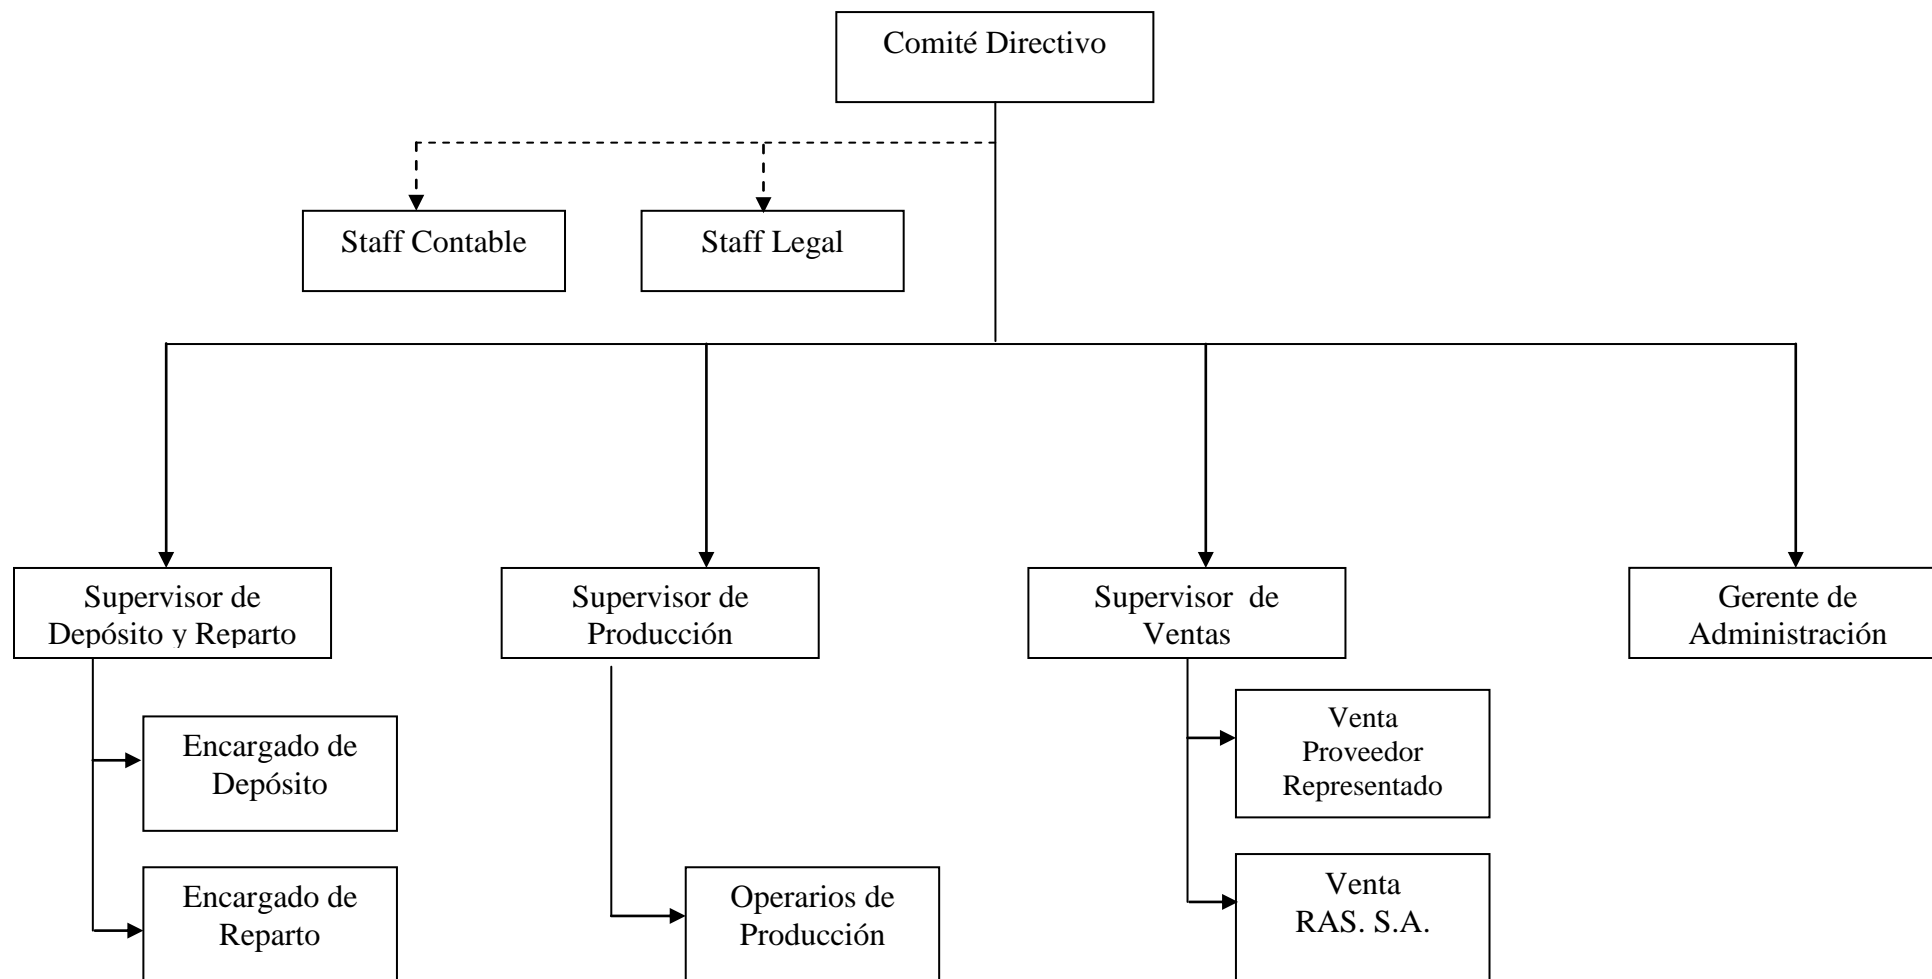 Comité Directivo
Staff Contable
Staff Legal
Supervisor de
Depósito y Reparto
Supervisor de
Producción
Supervisor de
Ventas
Gerente de
Administración
Encargado de
Depósito
Venta
Proveedor
Representado
Encargado de
Reparto
Operarios de
Producción
Venta
RAS. S.A.